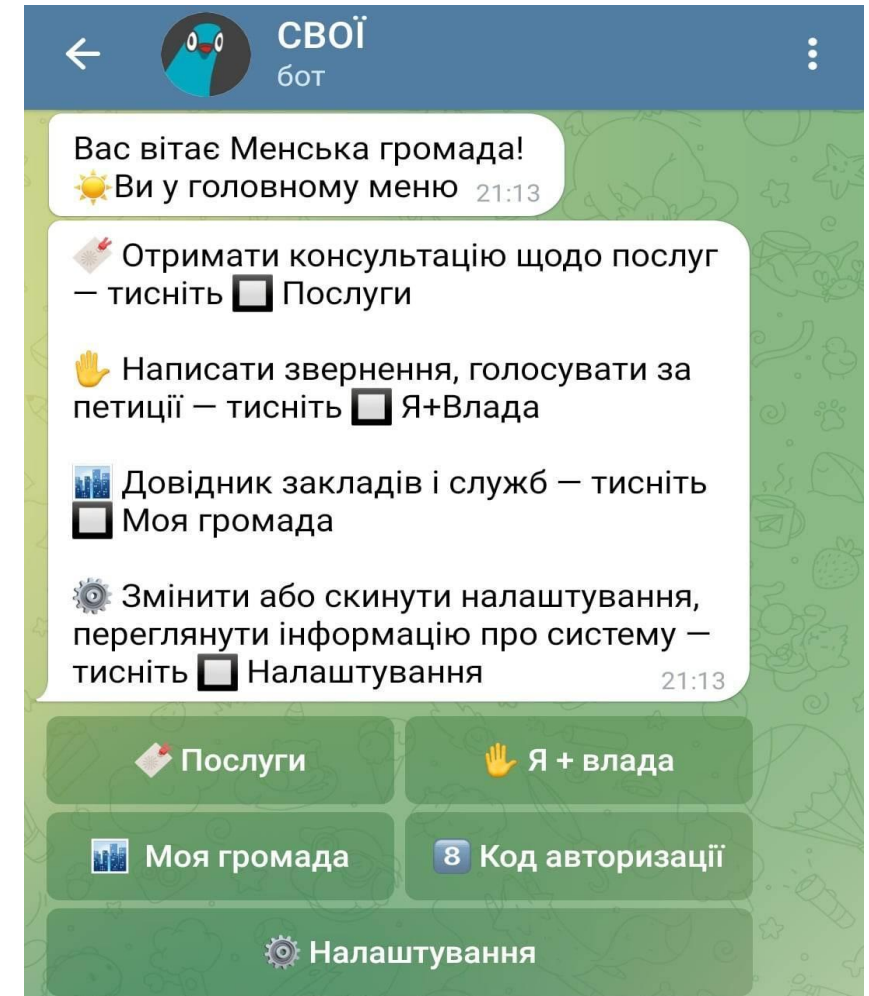 СВОЇ
бот
Вас вітає Менська громада!
☀️Ви у головному меню 21:13
Отримати консультацію щодо послуг
— тисніть 🔲 Послуги
✋ Написати звернення, голосувати за
петиції — тисніть 🔲 Я+Влада
🏙 Довідник закладів і служб — тисніть
🔲 Моя громада
⚙️ Змінити або скинути налаштування,
переглянути інформацію про систему —
тисніть 🔲 Налаштування 21:13
Послуги
✋ Я + влада
🏙 Моя громада
8️⃣ Код авторизації
⚙️ Налаштування